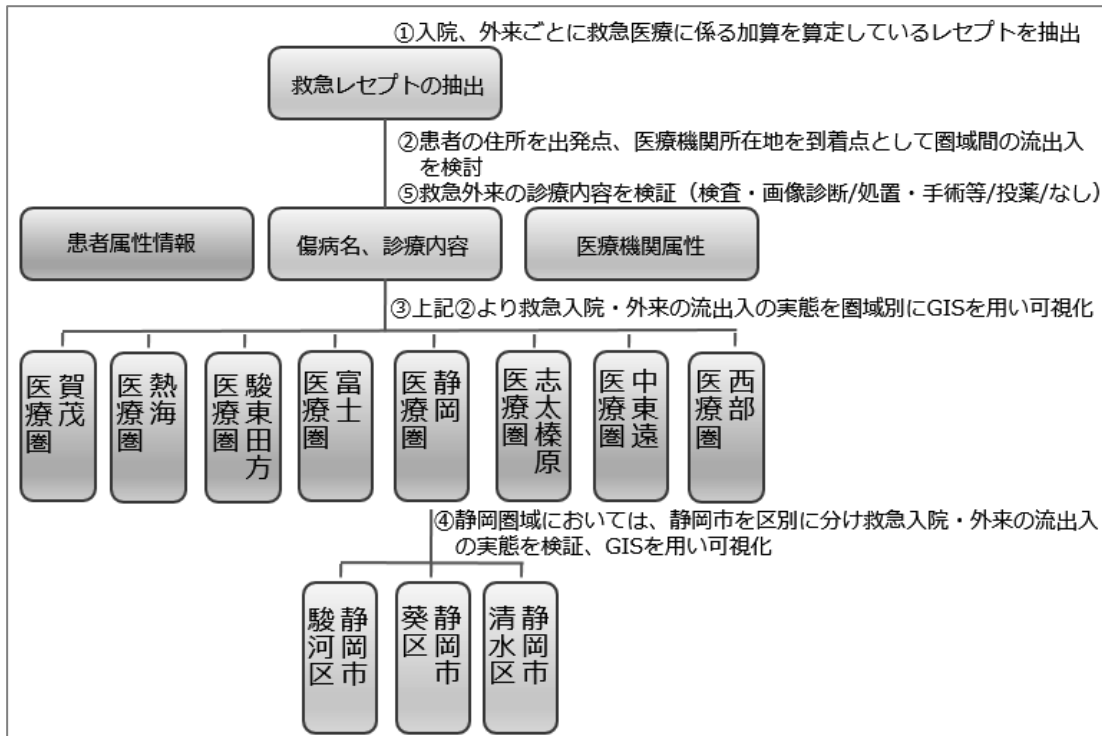 ①入院、外来ごとに救急医療に係る加算を算定しているレセプトを抽出
救急レセプトの抽出
②患者の住所を出発点、医療機関所在地を到着点として圏域間の流出入
を検討
⑤救急外来の診療内容を検証（検査・画像診断/処置・手術等/投薬/なし）
患者属性情報
傷病名、診療内容
医療機関属性
③上記②より救急入院・外来の流出入の実態を圏域別にGISを用い可視化
賀茂
医療圏
熱海
医療圏
駿東田方
医療圏
富士
医療圏
静岡
医療圏
志太榛原
医療圏
中東遠
医療圏
西部
医療圏
④静岡圏域においては、静岡市を区別に分け救急入院・外来の流出入
の実態を検証、GISを用い可視化
静岡市
駿河区
静岡市
葵区
静岡市
清水区